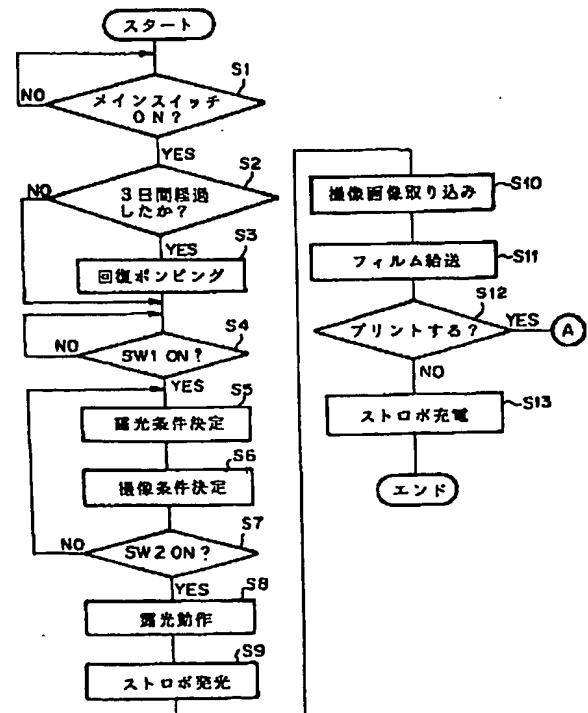 スタート
S1
メインスイッチ
ON?
NO
YES
S2
3日間経過
したか?
NO
YES
S3
回復ポンピング
S4
SW1 ON?
NO
YES
S5
露光条件決定
S6
撮像条件決定
S7
SW2 ON?
NO
YES
S8
露光動作
S9
ストロボ発光
撮像画像取り込み
S10
フィルム給送
S11
S12
プリントする?
YES
A
NO
ストロボ充電
S13
エンド